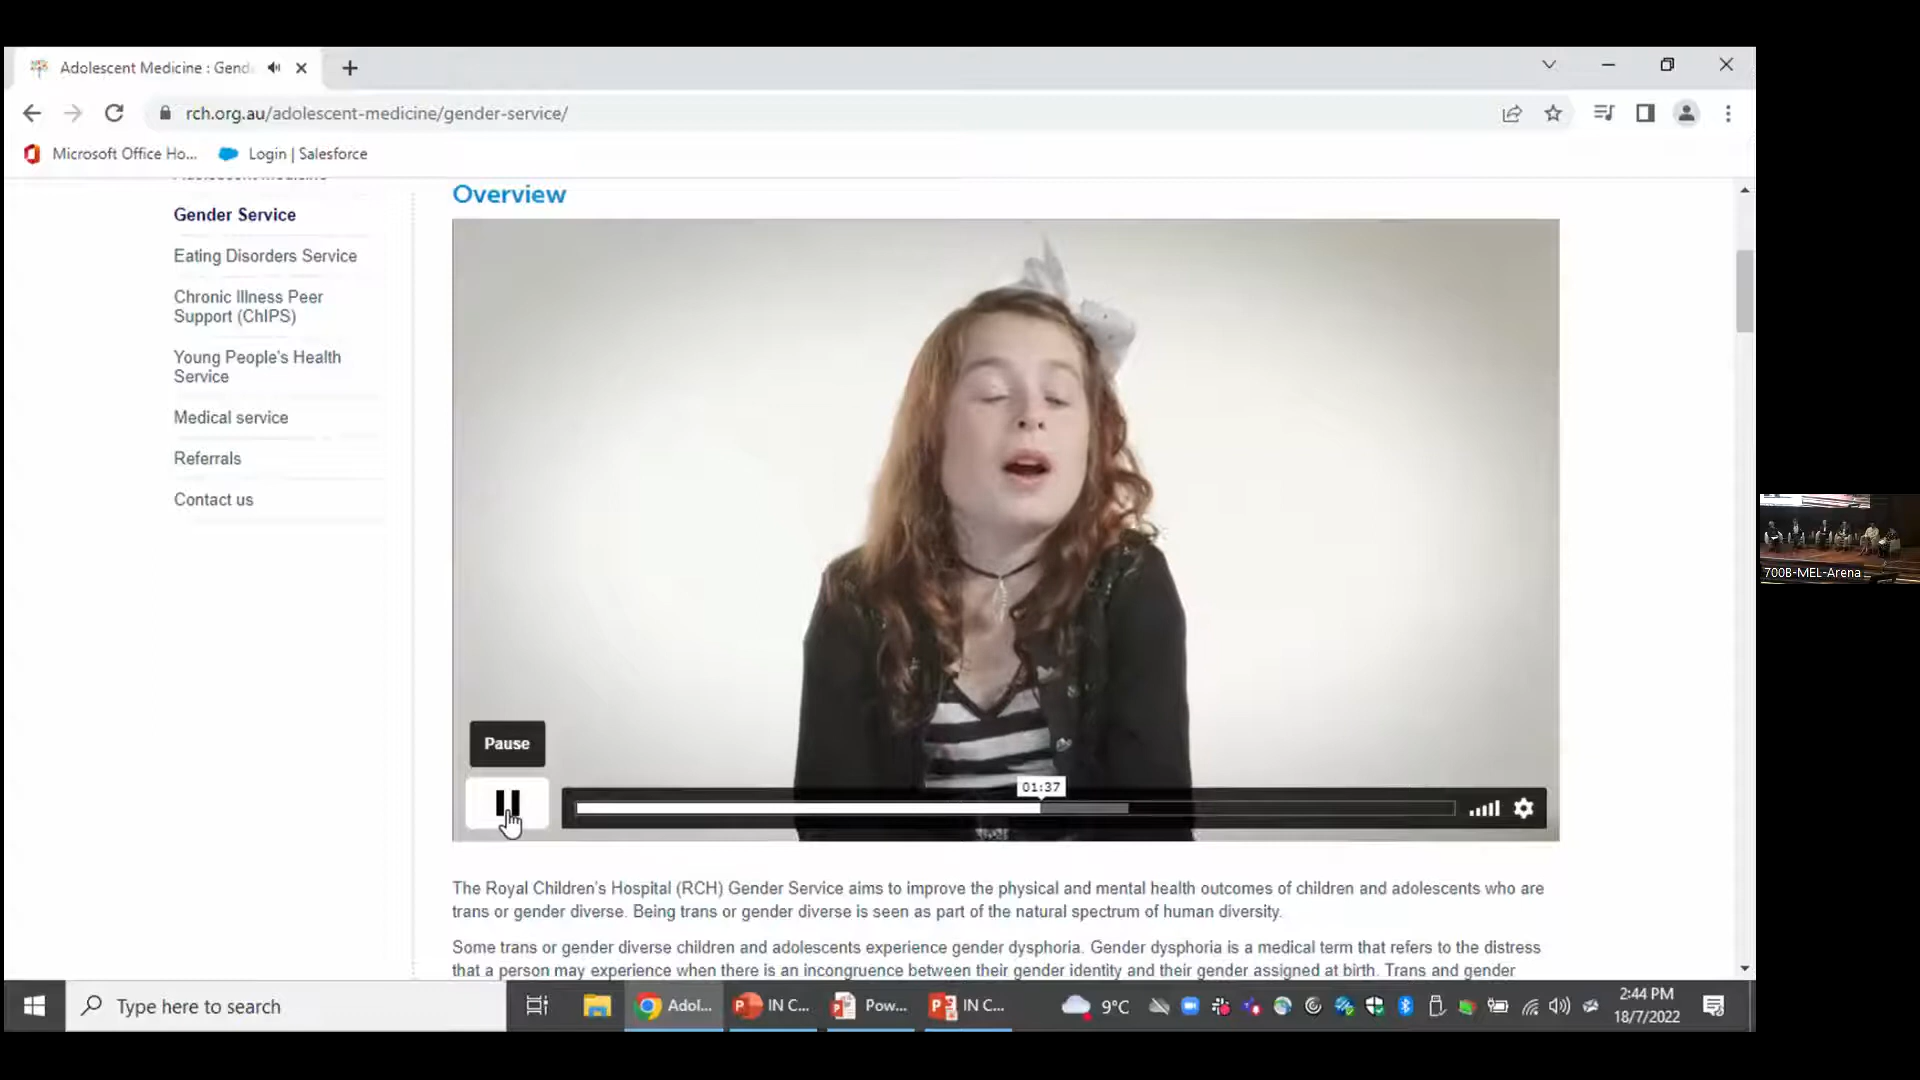 Adolescent Medicine : Gend
rch.org.au/adolescent-medicine/gender-service/
Microsoft Office Ho...
Login | Salesforce
Adolescent Medicine
Gender Service
Eating Disorders Service
Chronic Illness Peer
Support (ChIPS)
Young People's Health
Service
Medical service
Referrals
Contact us
Overview
Pause
01:37
The Royal Children's Hospital (RCH) Gender Service aims to improve the physical and mental health outcomes of children and adolescents who are
trans or gender diverse. Being trans or gender diverse is seen as part of the natural spectrum of human diversity.
Some trans or gender diverse children and adolescents experience gender dysphoria. Gender dysphoria is a medical term that refers to the distress
that a person may experience when there is an incongruence between their gender identity and their gender assigned at birth. Trans and gender
700B-MEL-Arena
Type here to search
Adol...
IN C...
Pow...
IN C...
9°C
2:44 PM
18/7/2022